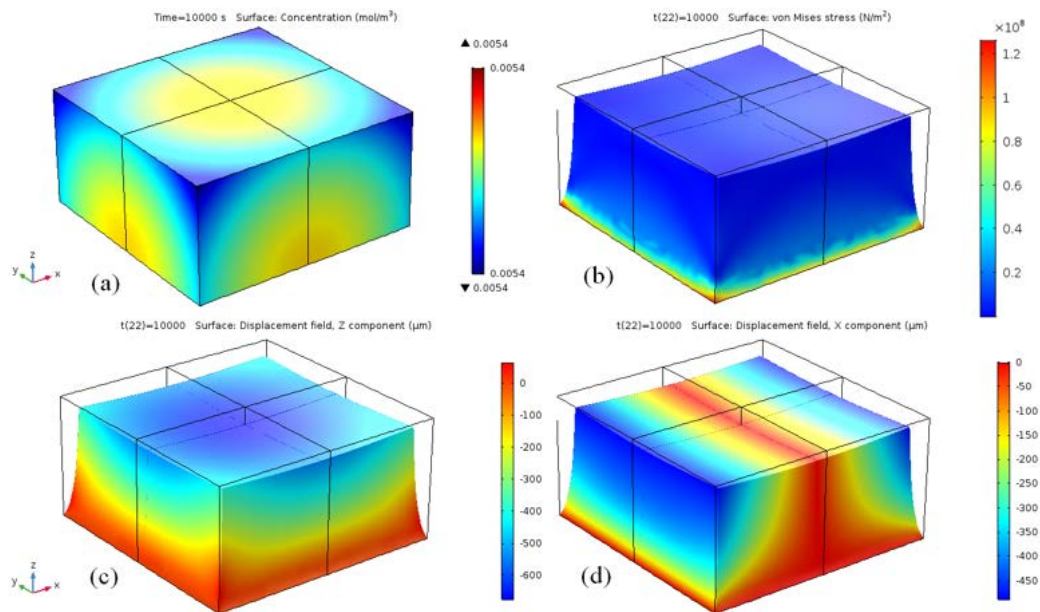 Time=10000 s Surface: Concentration (mol/m³)
▲ 0.0054
0.0054
0.0054
▼ 0.0054
z
y
x
(a)
t(22)=10000 Surface: von Mises stress (N/m²)
×10⁸
1.2
1
0.8
0.6
0.4
0.2
(b)
t(22)=10000 Surface: Displacement field, Z component (μm)
0
-100
-200
-300
-400
-500
-600
z
y
x
(c)
t(22)=10000 Surface: Displacement field, X component (μm)
0
-50
-100
-150
-200
-250
-300
-350
-400
-450
(d)